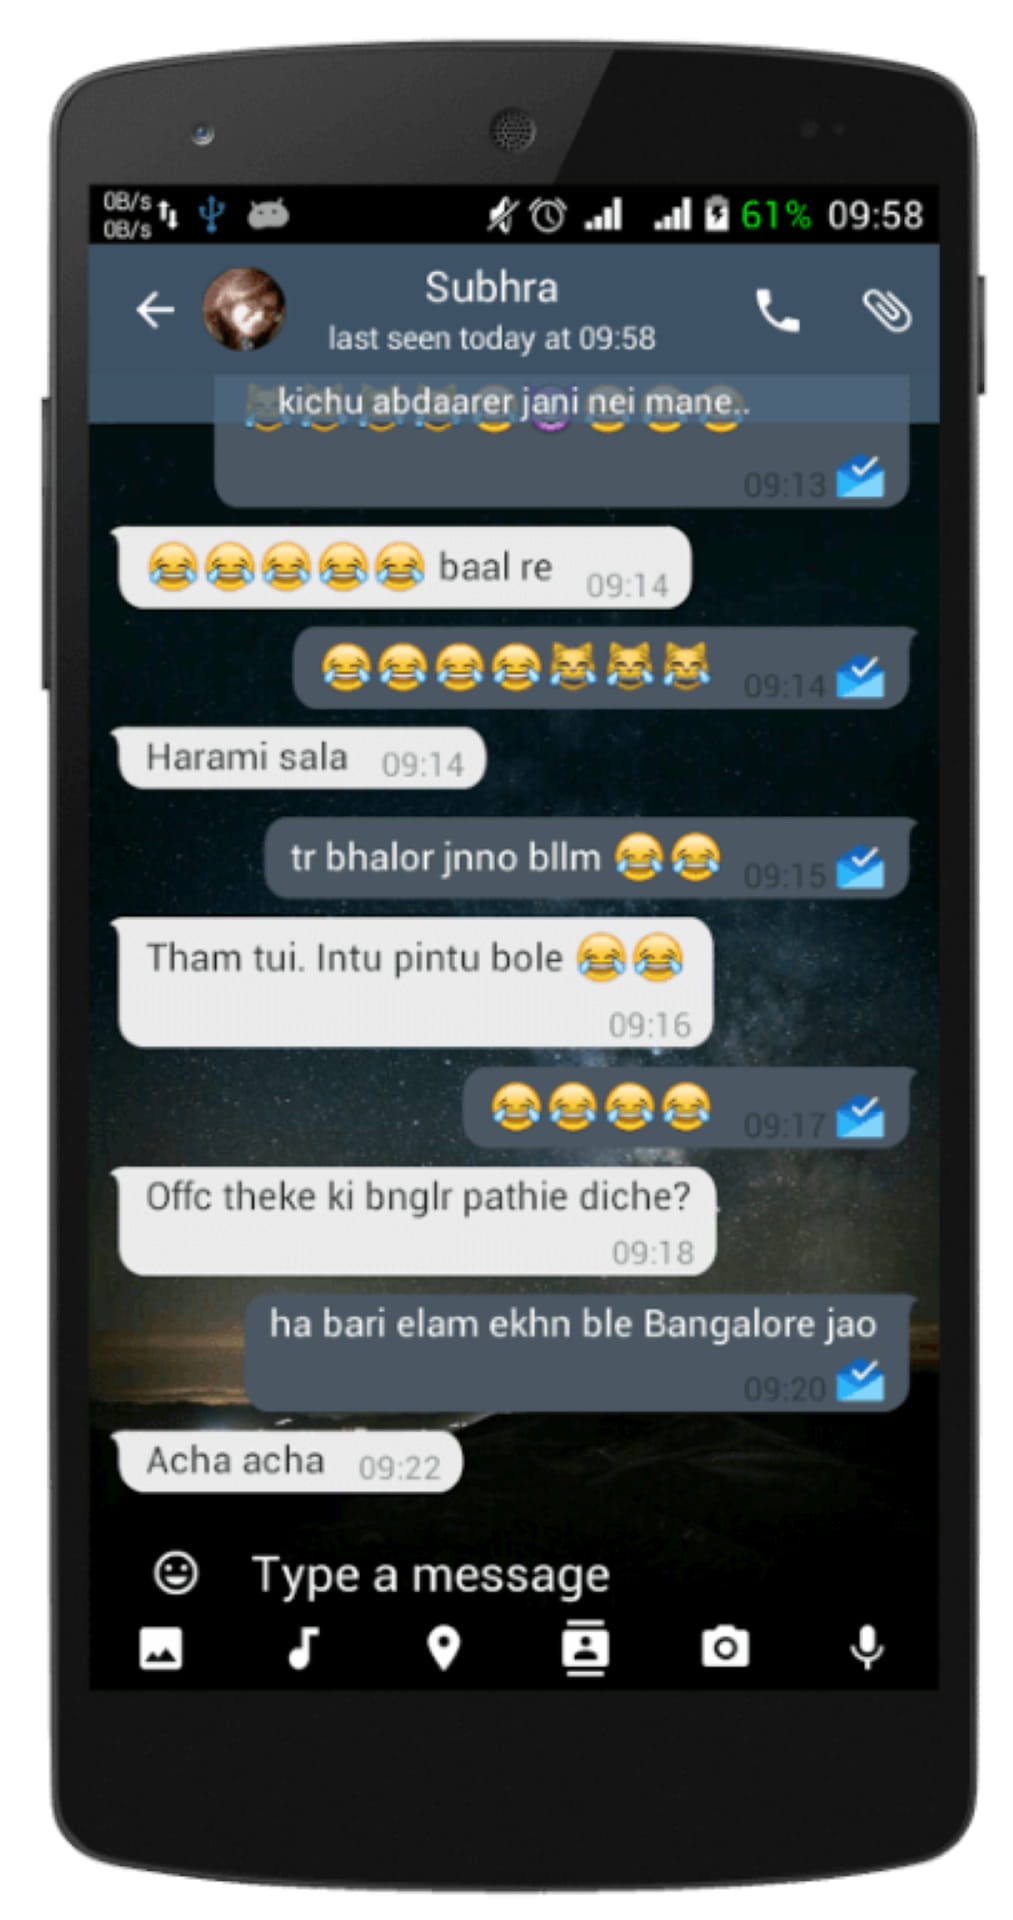 0B/s
0B/s
61% 09:58
Subhra
last seen today at 09:58
kichu abdaarer jani nei mane..
09:13
😂😂😂😂😂 baal re 09:14
😂😂😂😂😹😹😹 09:14
Harami sala 09:14
tr bhalor jnno bllm 😂😂 09:15
Tham tui. Intu pintu bole 😂😂
09:16
😂😂😂😂 09:17
Offc theke ki bnglr pathie diche?
09:18
ha bari elam ekhn ble Bangalore jao
09:20
Acha acha 09:22
Type a message